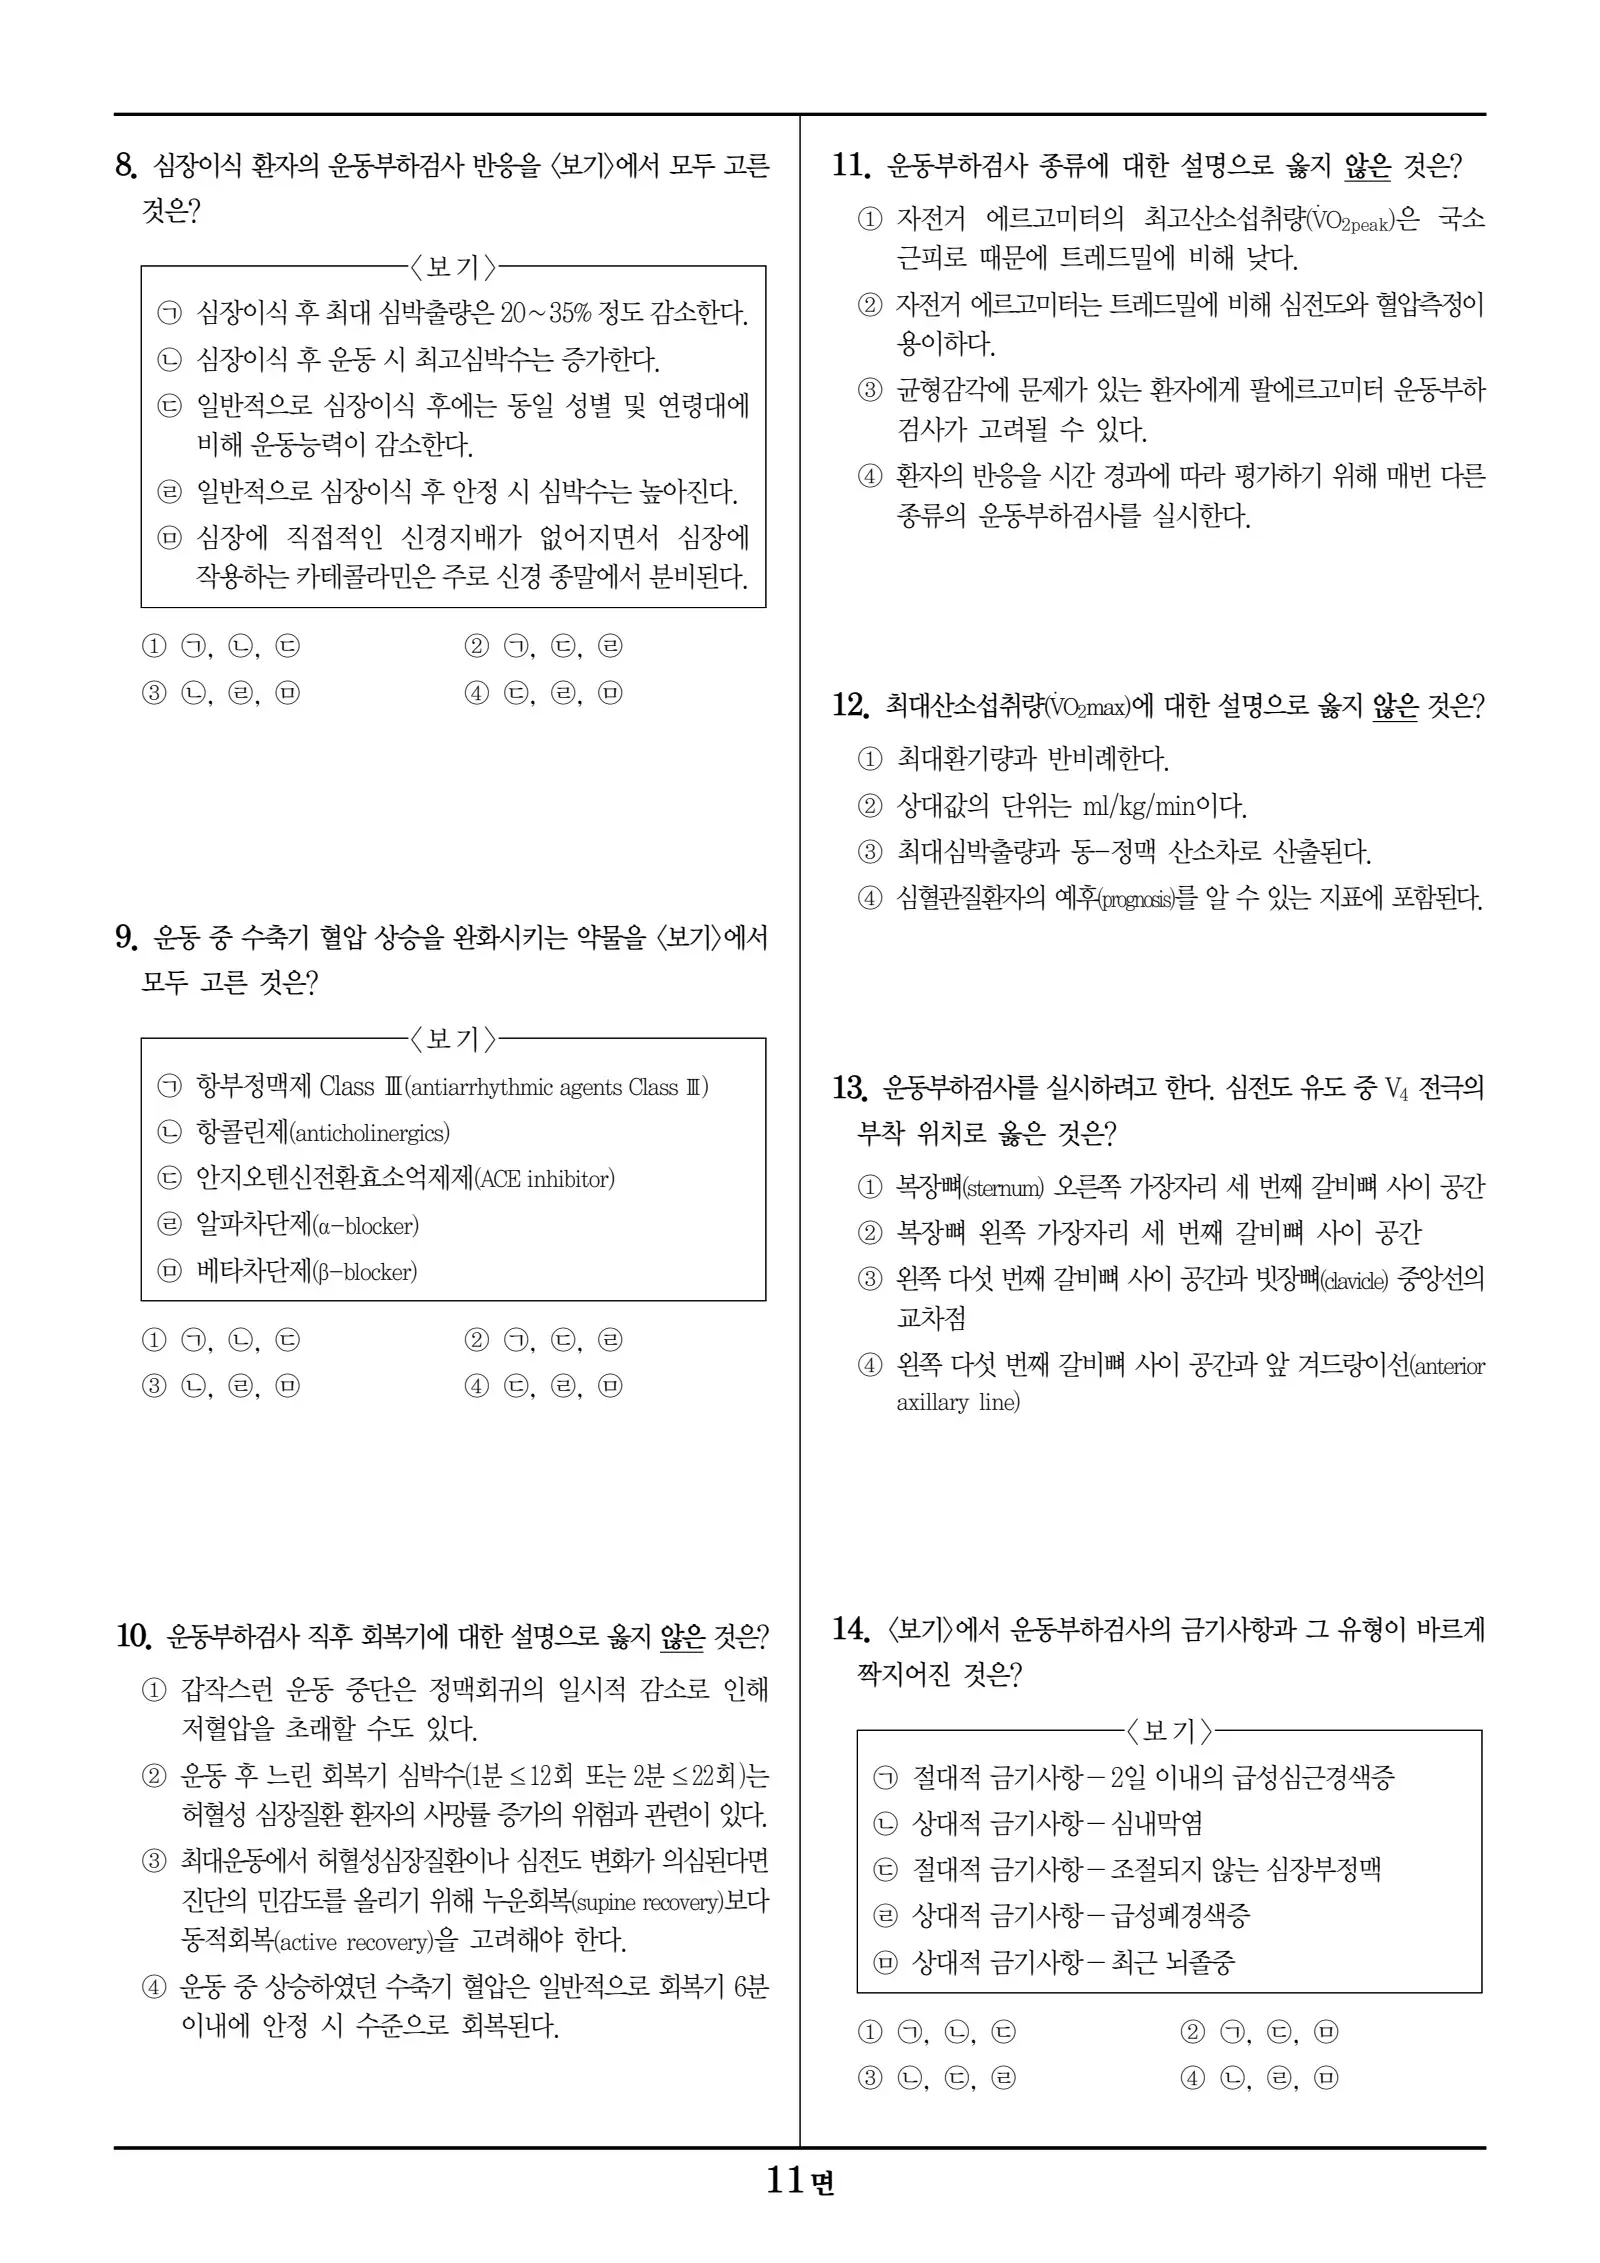 8. 심장이식 환자의 운동부하검사 반응을 〈보기〉에서 모두 고른
것은?
〈보기〉
㉠ 심장이식 후 최대 심박출량은 20~35% 정도 감소한다.
㉡ 심장이식 후 운동 시 최고심박수는 증가한다.
㉢ 일반적으로 심장이식 후에는 동일 성별 및 연령대에
비해 운동능력이 감소한다.
㉣ 일반적으로 심장이식 후 안정 시 심박수는 높아진다.
㉤ 심장에 직접적인 신경지배가 없어지면서 심장에
작용하는 카테콜라민은 주로 신경 종말에서 분비된다.
① ㉠, ㉡, ㉢ ② ㉠, ㉢, ㉣
③ ㉡, ㉣, ㉤ ④ ㉢, ㉣, ㉤
9. 운동 중 수축기 혈압 상승을 완화시키는 약물을 〈보기〉에서
모두 고른 것은?
〈보기〉
㉠ 항부정맥제 Class Ⅲ(antiarrhythmic agents Class Ⅲ)
㉡ 항콜린제(anticholinergics)
㉢ 안지오텐신전환효소억제제(ACE inhibitor)
㉣ 알파차단제(α-blocker)
㉤ 베타차단제(β-blocker)
① ㉠, ㉡, ㉢ ② ㉠, ㉢, ㉣
③ ㉡, ㉣, ㉤ ④ ㉢, ㉣, ㉤
10. 운동부하검사 직후 회복기에 대한 설명으로 옳지 않은 것은?
① 갑작스런 운동 중단은 정맥회귀의 일시적 감소로 인해
저혈압을 초래할 수도 있다.
② 운동 후 느린 회복기 심박수(1분≤12회 또는 2분≤22회)는
허혈성 심장질환 환자의 사망률 증가의 위험과 관련이 있다.
③ 최대운동에서 허혈성심장질환이나 심전도 변화가 의심된다면
진단의 민감도를 올리기 위해 누운회복(supine recovery)보다
동적회복(active recovery)을 고려해야 한다.
④ 운동 중 상승하였던 수축기 혈압은 일반적으로 회복기 6분
이내에 안정 시 수준으로 회복된다.
11. 운동부하검사 종류에 대한 설명으로 옳지 않은 것은?
① 자전거 에르고미터의 최고산소섭취량(V̇O₂peak)은 국소
근피로 때문에 트레드밀에 비해 낮다.
② 자전거 에르고미터는 트레드밀에 비해 심전도와 혈압측정이
용이하다.
③ 균형감각에 문제가 있는 환자에게 팔에르고미터 운동부하
검사가 고려될 수 있다.
④ 환자의 반응을 시간 경과에 따라 평가하기 위해 매번 다른
종류의 운동부하검사를 실시한다.
12. 최대산소섭취량(V̇O₂max)에 대한 설명으로 옳지 않은 것은?
① 최대환기량과 반비례한다.
② 상대값의 단위는 ml/kg/min이다.
③ 최대심박출량과 동-정맥 산소차로 산출된다.
④ 심혈관질환자의 예후(prognosis)를 알 수 있는 지표에 포함된다.
13. 운동부하검사를 실시하려고 한다. 심전도 유도 중 V₄ 전극의
부착 위치로 옳은 것은?
① 복장뼈(sternum) 오른쪽 가장자리 세 번째 갈비뼈 사이 공간
② 복장뼈 왼쪽 가장자리 세 번째 갈비뼈 사이 공간
③ 왼쪽 다섯 번째 갈비뼈 사이 공간과 빗장뼈(clavicle) 중앙선의
교차점
④ 왼쪽 다섯 번째 갈비뼈 사이 공간과 앞 겨드랑이선(anterior
axillary line)
14. 〈보기〉에서 운동부하검사의 금기사항과 그 유형이 바르게
짝지어진 것은?
〈보기〉
㉠ 절대적 금기사항-2일 이내의 급성심근경색증
㉡ 상대적 금기사항-심내막염
㉢ 절대적 금기사항-조절되지 않는 심장부정맥
㉣ 상대적 금기사항-급성폐경색증
㉤ 상대적 금기사항-최근 뇌졸중
① ㉠, ㉡, ㉢ ② ㉠, ㉢, ㉤
③ ㉡, ㉢, ㉣ ④ ㉡, ㉣, ㉤
11면